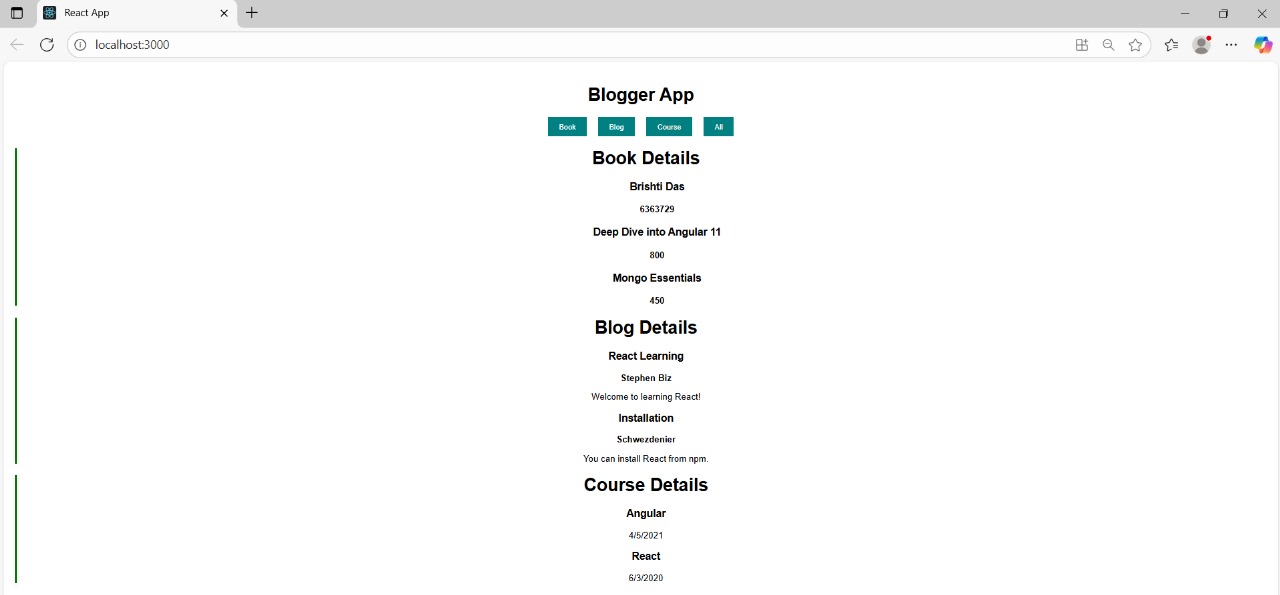 React App
localhost:3000
Blogger App
Book Blog Course All
Book Details
Brishti Das
6363729
Deep Dive into Angular 11
800
Mongo Essentials
450
Blog Details
React Learning
Stephen Biz
Welcome to learning React!
Installation
Schwezdenier
You can install React from npm.
Course Details
Angular
4/5/2021
React
6/3/2020